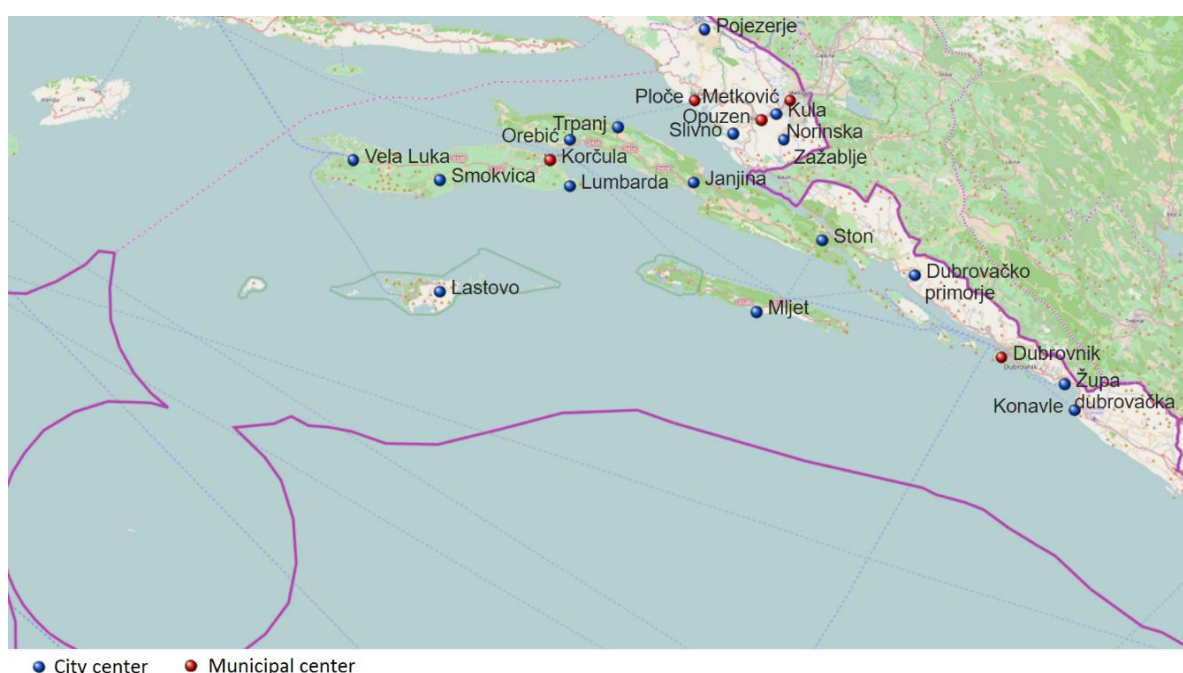 Pojezerje
Ploče
Metković
Opuzen
Kula
Slivno
Norinska
Zažablje
Trpanj
Orebić
Vela Luka
Korčula
Smokvica
Lumbarda
Janjina
Ston
Lastovo
Dubrovačko
primorje
Mljet
Dubrovnik
Dubrovnik
Župa
dubrovačka
Konavle
City center
Municipal center